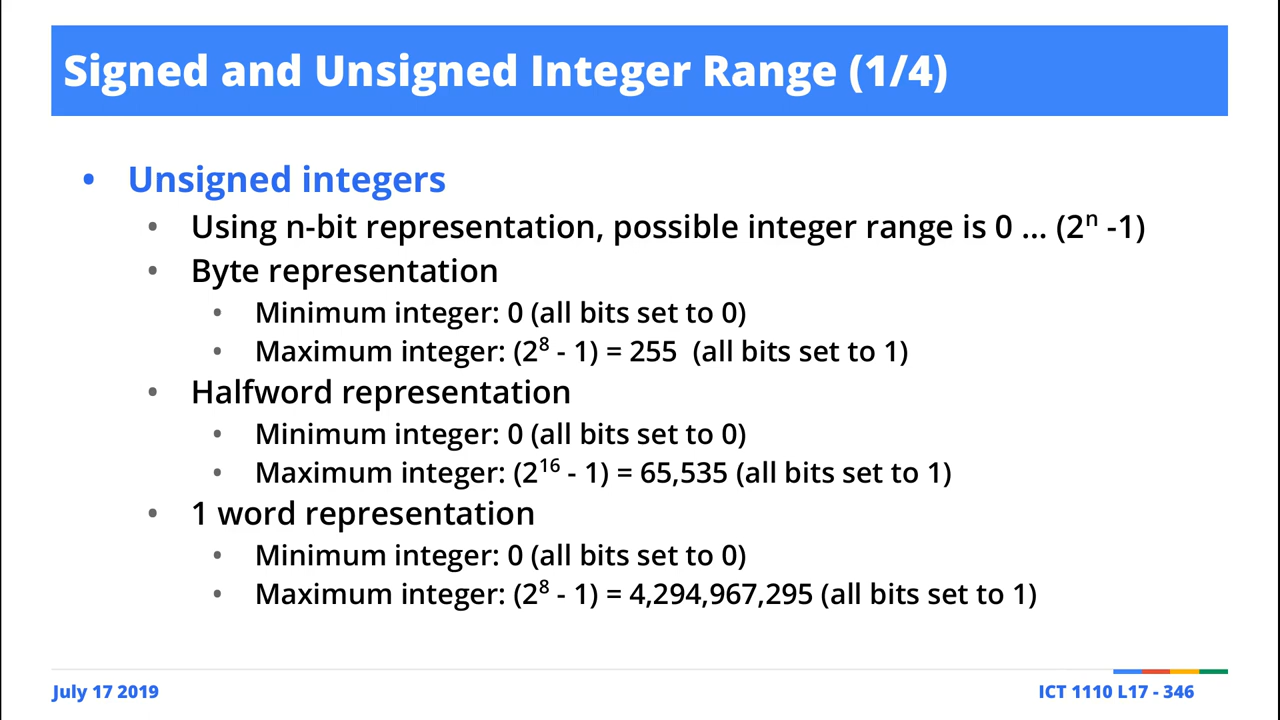 Signed and Unsigned Integer Range (1/4)
• Unsigned integers
• Using n-bit representation, possible integer range is 0 … (2ⁿ -1)
• Byte representation
• Minimum integer: 0 (all bits set to 0)
• Maximum integer: (2⁸ - 1) = 255 (all bits set to 1)
• Halfword representation
• Minimum integer: 0 (all bits set to 0)
• Maximum integer: (2¹⁶ - 1) = 65,535 (all bits set to 1)
• 1 word representation
• Minimum integer: 0 (all bits set to 0)
• Maximum integer: (2⁸ - 1) = 4,294,967,295 (all bits set to 1)
July 17 2019
ICT 1110 L17 - 346